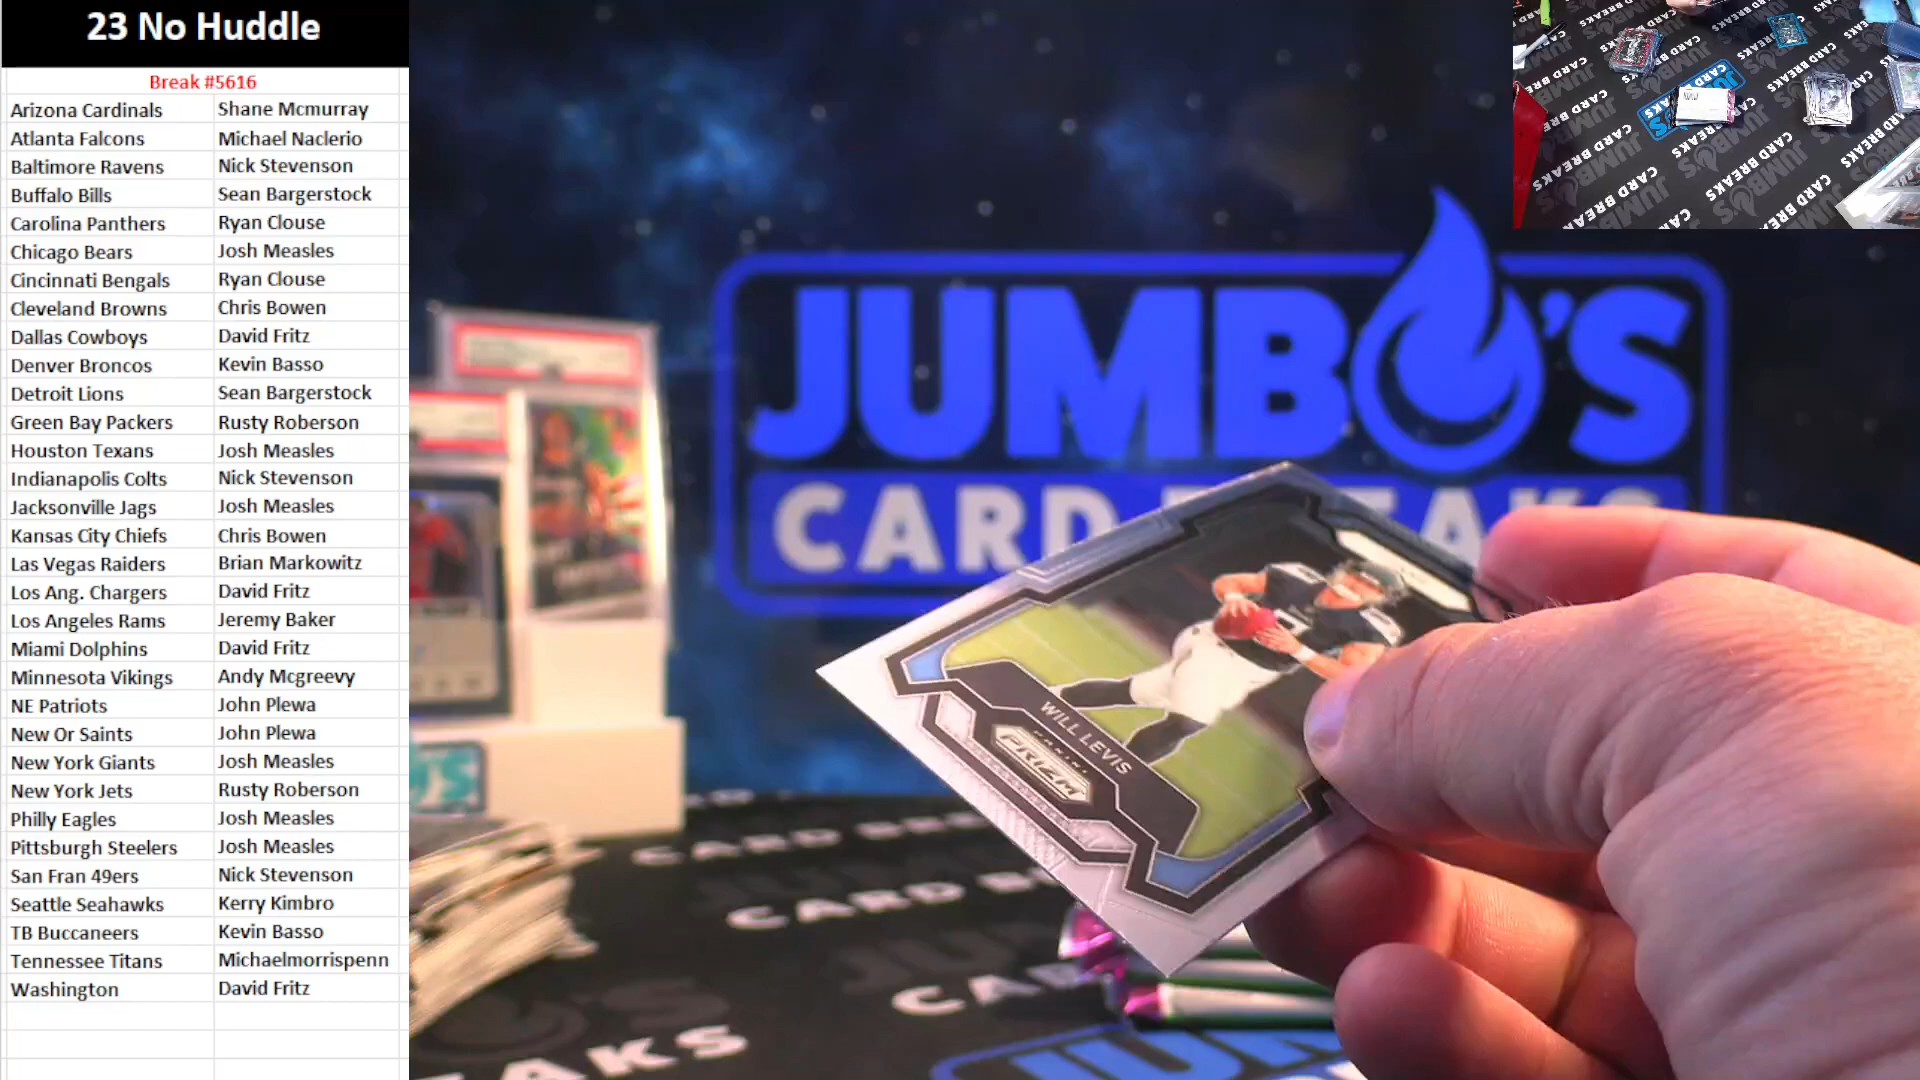 23 No Huddle
Break #5616
Arizona Cardinals Shane Mcmurray
Atlanta Falcons Michael Naclerio
Baltimore Ravens Nick Stevenson
Buffalo Bills Sean Bargerstock
Carolina Panthers Ryan Clouse
Chicago Bears Josh Measles
Cincinnati Bengals Ryan Clouse
Cleveland Browns Chris Bowen
Dallas Cowboys David Fritz
Denver Broncos Kevin Basso
Detroit Lions Sean Bargerstock
Green Bay Packers Rusty Roberson
Houston Texans Josh Measles
Indianapolis Colts Nick Stevenson
Jacksonville Jags Josh Measles
Kansas City Chiefs Chris Bowen
Las Vegas Raiders Brian Markowitz
Los Ang. Chargers David Fritz
Los Angeles Rams Jeremy Baker
Miami Dolphins David Fritz
Minnesota Vikings Andy Mcgreevy
NE Patriots John Plewa
New Or Saints John Plewa
New York Giants Josh Measles
New York Jets Rusty Roberson
Philly Eagles Josh Measles
Pittsburgh Steelers Josh Measles
San Fran 49ers Nick Stevenson
Seattle Seahawks Kerry Kimbro
TB Buccaneers Kevin Basso
Tennessee Titans Michaelmorrispenn
Washington David Fritz
JUMBO'S
CARD BREAKS
WILL LEVIS
PANINI
PRIZM